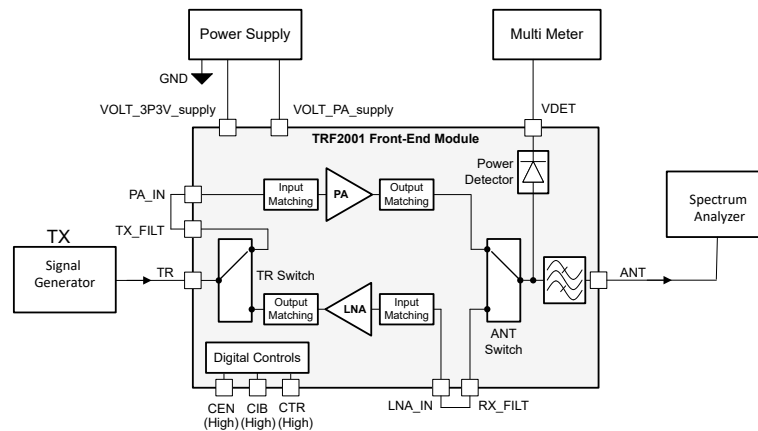 Power Supply
Multi Meter
GND
VOLT_3P3V_supply
VOLT_PA_supply
VDET
TRF2001 Front-End Module
Power
Detector
PA_IN
Input
Matching
PA
Output
Matching
Spectrum
Analyzer
TX_FILT
TX
Signal
Generator
TR
TR Switch
ANT
Output
Matching
LNA
Input
Matching
ANT
Switch
Digital Controls
CEN
(High)
CIB
(High)
CTR
(High)
LNA_IN
RX_FILT